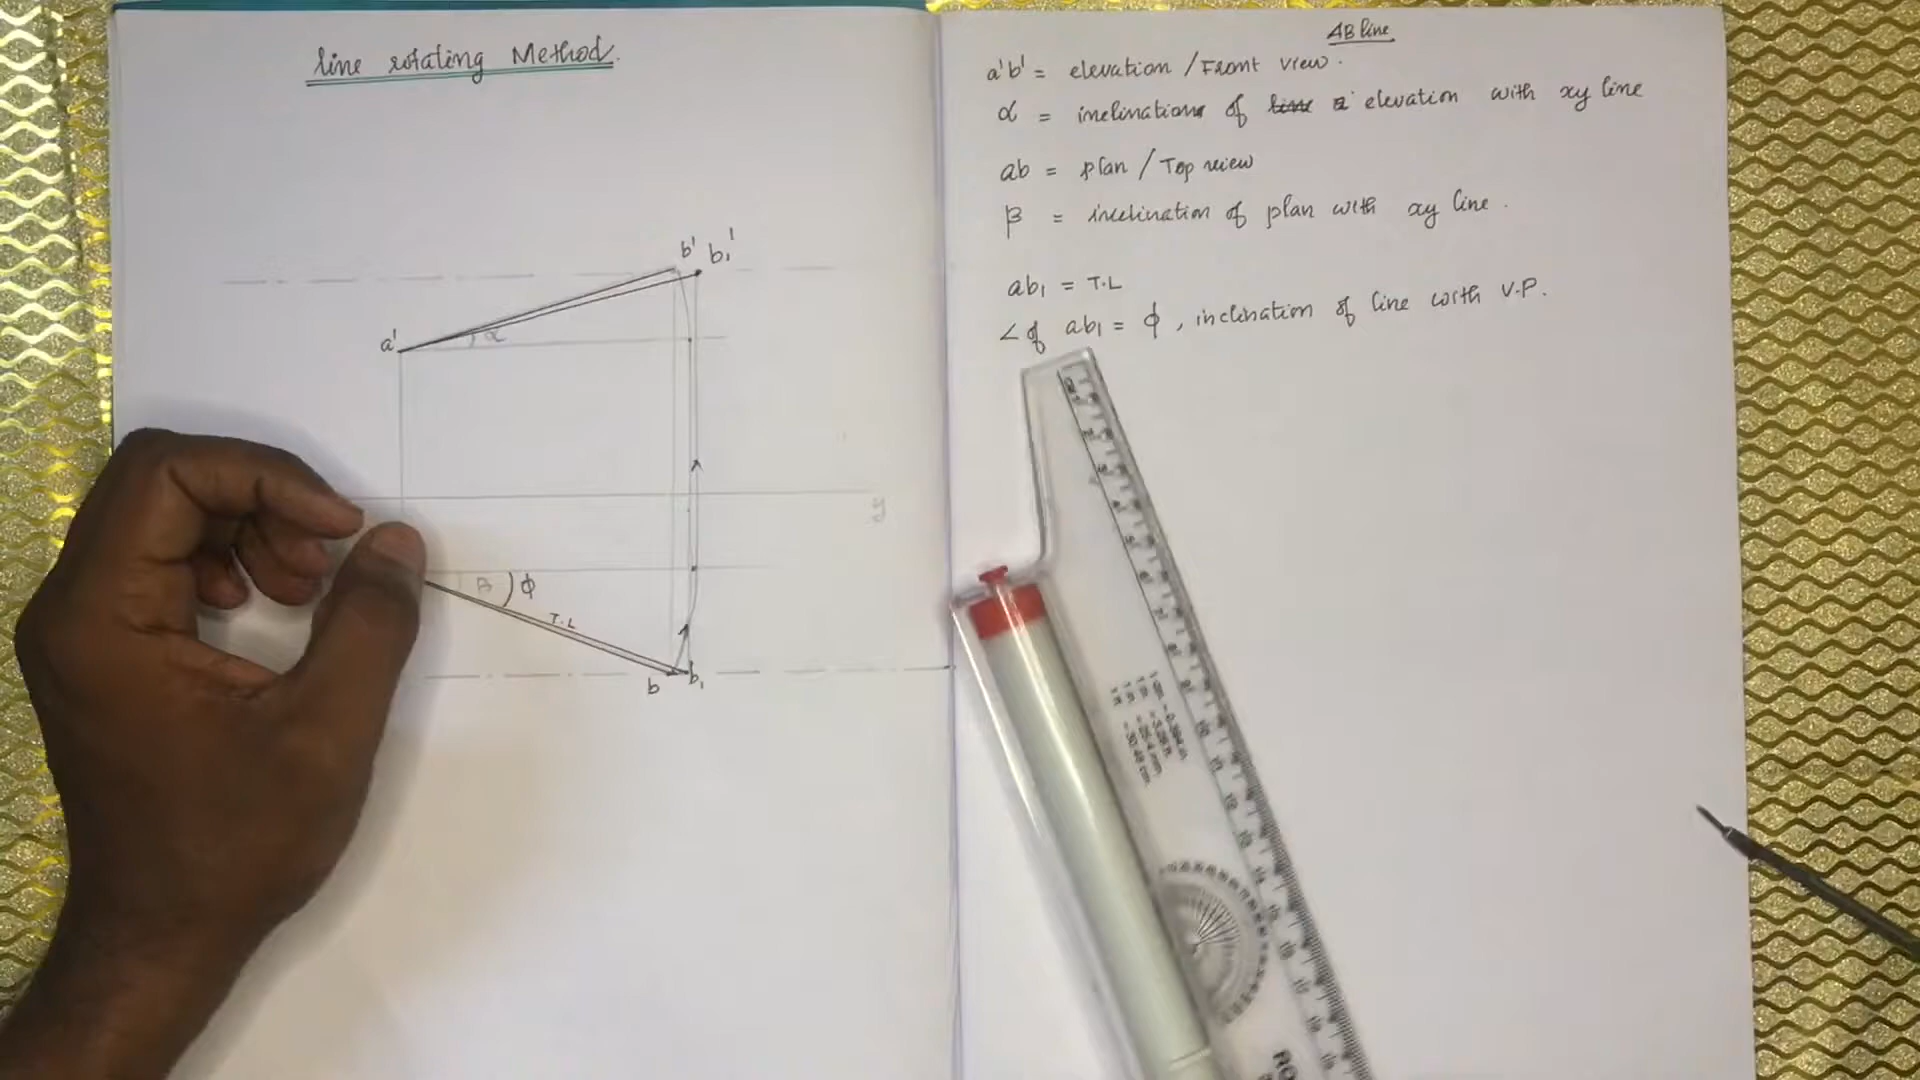 line rotating Method.
AB line
a'b' = elevation / Front view.
α = inclination of elevation with xy line
ab = plan / Top view
β = inclination of plan with xy line.
ab₁ = T.L
∠ of ab₁ = ϕ, inclination of line with V.P.
b' b₁'
a'
α
y
β ϕ
T.L
b b₁